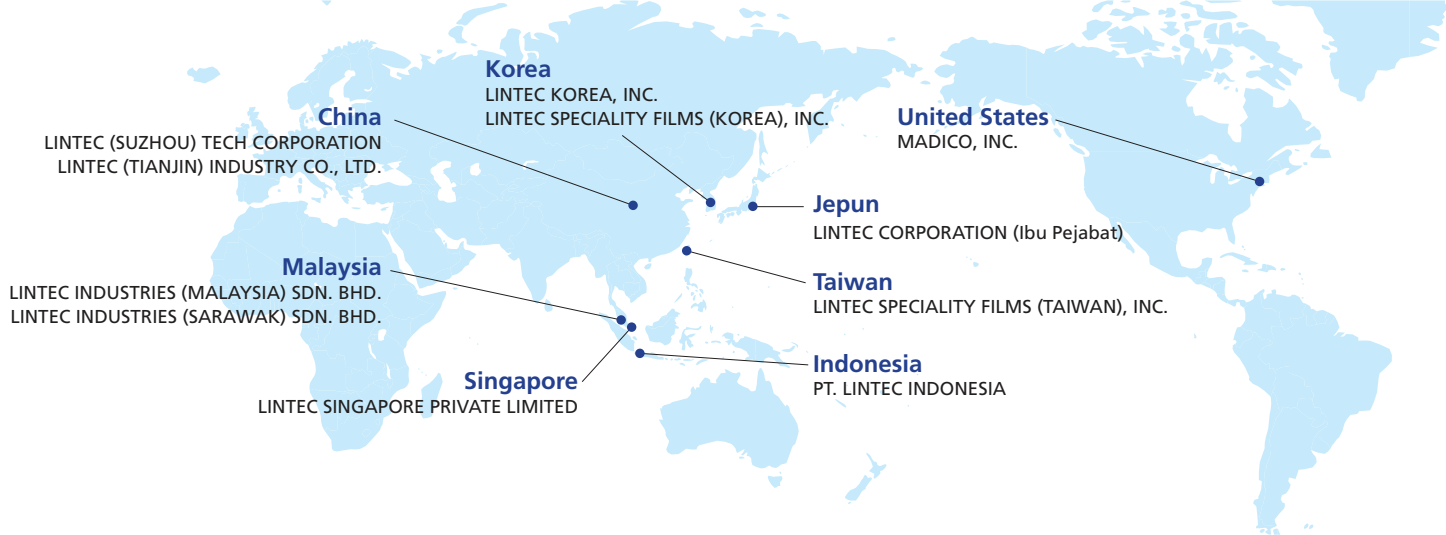 Korea
LINTEC KOREA, INC.
LINTEC SPECIALITY FILMS (KOREA), INC.
China
LINTEC (SUZHOU) TECH CORPORATION
LINTEC (TIANJIN) INDUSTRY CO., LTD.
United States
MADICO, INC.
Jepun
LINTEC CORPORATION (Ibu Pejabat)
Malaysia
LINTEC INDUSTRIES (MALAYSIA) SDN. BHD.
LINTEC INDUSTRIES (SARAWAK) SDN. BHD.
Taiwan
LINTEC SPECIALITY FILMS (TAIWAN), INC.
Singapore
LINTEC SINGAPORE PRIVATE LIMITED
Indonesia
PT. LINTEC INDONESIA